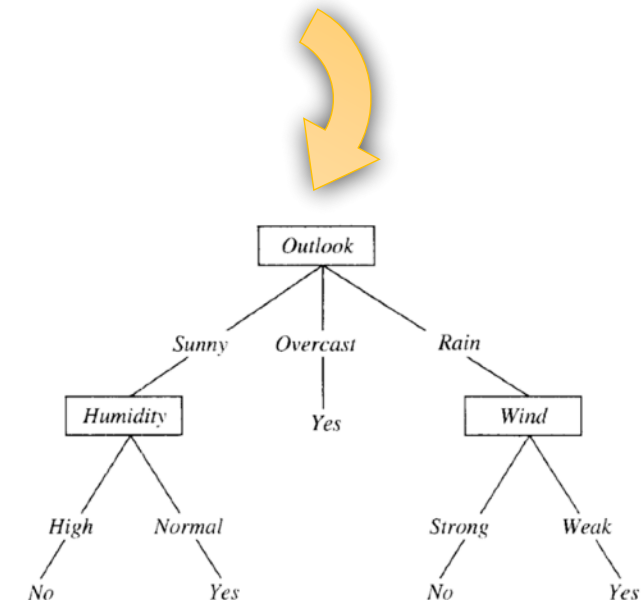 Outlook
Sunny Overcast Rain
Humidity Yes Wind
High Normal Strong Weak
No Yes No Yes